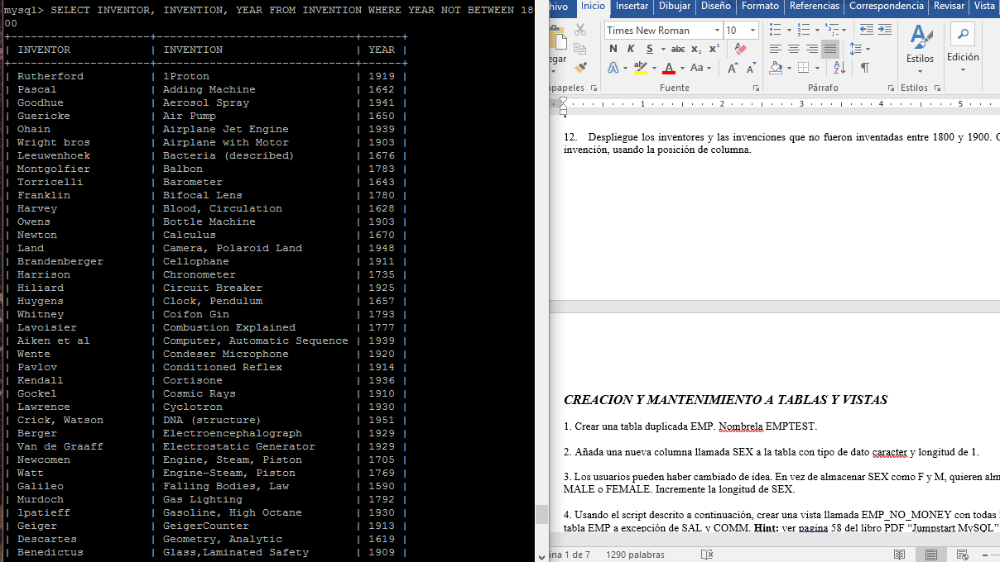 mysql> SELECT INVENTOR, INVENTION, YEAR FROM INVENTION WHERE YEAR NOT BETWEEN 18
00
+----------------------+------------------------------+------+
| INVENTOR | INVENTION | YEAR |
+----------------------+------------------------------+------+
| Rutherford | 1Proton | 1919 |
| Pascal | Adding Machine | 1642 |
| Goodhue | Aerosol Spray | 1941 |
| Guericke | Air Pump | 1650 |
| Ohain | Airplane Jet Engine | 1939 |
| Wright bros | Airplane with Motor | 1903 |
| Leeuwenhoek | Bacteria (described) | 1676 |
| Montgolfier | Balbon | 1783 |
| Torricelli | Barometer | 1643 |
| Franklin | Bifocal Lens | 1780 |
| Harvey | Blood, Circulation | 1628 |
| Owens | Bottle Machine | 1903 |
| Newton | Calculus | 1670 |
| Land | Camera, Polaroid Land | 1948 |
| Brandenberger | Cellophane | 1911 |
| Harrison | Chronometer | 1735 |
| Hiliard | Circuit Breaker | 1925 |
| Huygens | Clock, Pendulum | 1657 |
| Whitney | Coifon Gin | 1793 |
| Lavoisier | Combustion Explained | 1777 |
| Aiken et al | Computer, Automatic Sequence | 1939 |
| Wente | Condeser Microphone | 1920 |
| Pavlov | Conditioned Reflex | 1914 |
| Kendall | Cortisone | 1936 |
| Gockel | Cosmic Rays | 1910 |
| Lawrence | Cyclotron | 1930 |
| Crick, Watson | DNA (structure) | 1951 |
| Berger | Electroencephalograph | 1929 |
| Van de Graaff | Electrostatic Generator | 1929 |
| Newcomen | Engine, Steam, Piston | 1705 |
| Watt | Engine-Steam, Piston | 1769 |
| Galileo | Falling Bodies, Law | 1590 |
| Murdoch | Gas Lighting | 1792 |
| lpatieff | Gasoline, High Octane | 1930 |
| Geiger | GeigerCounter | 1913 |
| Descartes | Geometry, Analytic | 1619 |
| Benedictus | Glass,Laminated Safety | 1909 |
hivo Inicio Insertar Dibujar Diseño Formato Referencias Correspondencia Revisar Vista
Times New Roman 10
N K S abc x₂ x²
egar
A ab A Aa A A
Estilos Edición
apapeles Fuente Párrafo Estilos
1 2 3 4 5
12. Despliegue los inventores y las invenciones que no fueron inventadas entre 1800 y 1900.
invención, usando la posición de columna.
CREACION Y MANTENIMIENTO A TABLAS Y VISTAS
1. Crear una tabla duplicada EMP. Nombrela EMPTEST.
2. Añada una nueva columna llamada SEX a la tabla con tipo de dato caracter y longitud de 1.
3. Los usuarios pueden haber cambiado de idea. En vez de almacenar SEX como F y M, quieren alm
MALE o FEMALE. Incremente la longitud de SEX.
4. Usando el script descrito a continuación, crear una vista llamada EMP_NO_MONEY con todas
tabla EMP a excepción de SAL y COMM. Hint: ver pagina 58 del libro PDF “Jumpstart MySQL”
ina 1 de 7 1290 palabras